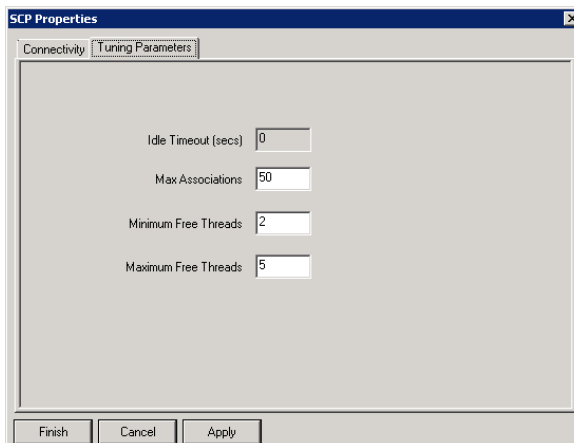 SCP Properties
Connectivity Tuning Parameters
Idle Timeout (secs) 0
Max Associations 50
Minimum Free Threads 2
Maximum Free Threads 5
Finish Cancel Apply